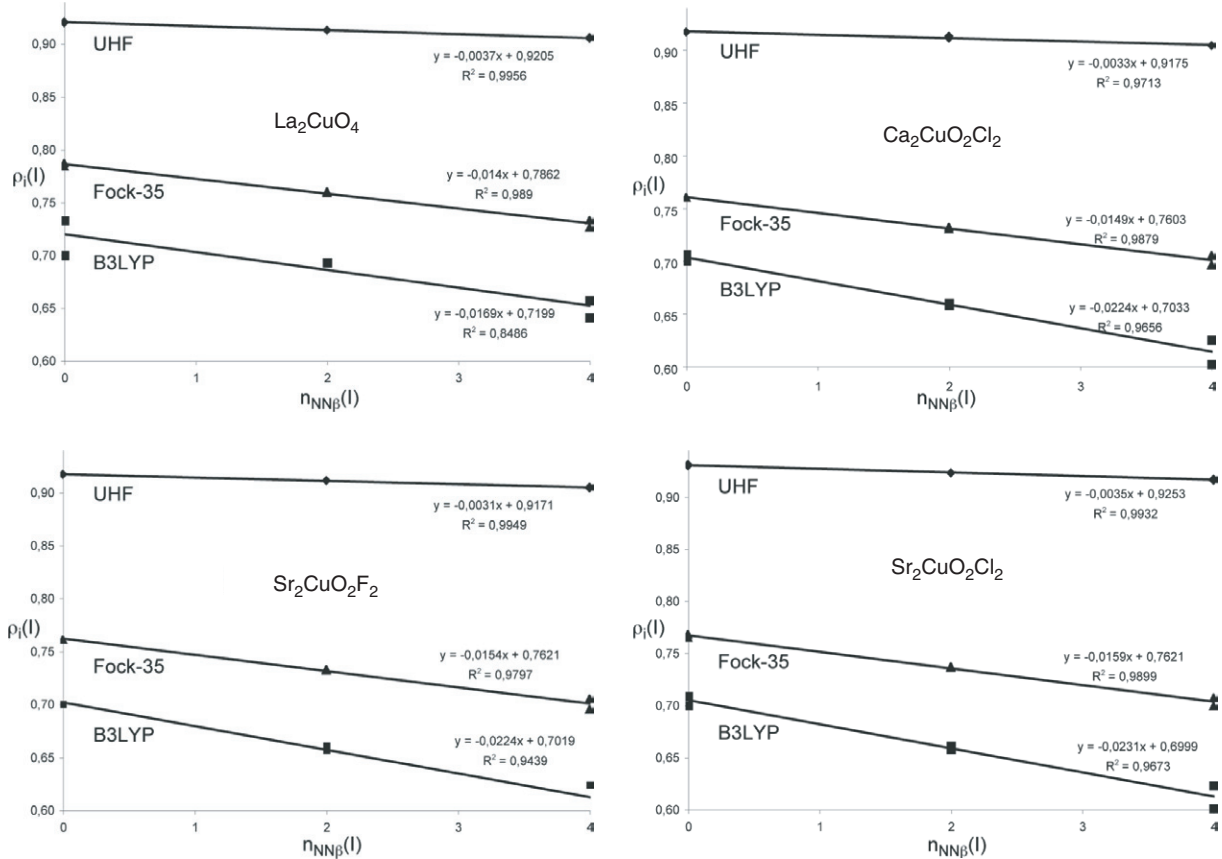 0,90
UHF
y = -0,0037x + 0,9205
R² = 0,9956
0,85
La₂CuO₄
0,80
ρᵢ(I)
y = -0,014x + 0,7862
R² = 0,989
Fock-35
0,75
0,70
B3LYP
0,65
y = -0,0169x + 0,7199
R² = 0,8486
0,60
0 1 2 3 4
n_NNβ(I)
0,90
UHF
y = -0,0033x + 0,9175
R² = 0,9713
0,85
Ca₂CuO₂Cl₂
0,80
ρᵢ(I)
0,75
Fock-35
y = -0,0149x + 0,7603
R² = 0,9879
0,70
B3LYP
y = -0,0224x + 0,7033
R² = 0,9656
0,65
0,60
0 1 2 3 4
n_NNβ(I)
0,90
UHF
y = -0,0031x + 0,9171
R² = 0,9949
0,85
Sr₂CuO₂F₂
0,80
ρᵢ(I)
0,75
Fock-35
y = -0,0154x + 0,7621
R² = 0,9797
0,70
B3LYP
y = -0,0224x + 0,7019
R² = 0,9439
0,65
0,60
0 1 2 3 4
n_NNβ(I)
0,90
UHF
y = -0,0035x + 0,9253
R² = 0,9932
0,85
Sr₂CuO₂Cl₂
0,80
ρᵢ(I)
0,75
Fock-35
y = -0,0159x + 0,7621
R² = 0,9899
0,70
B3LYP
y = -0,0231x + 0,6999
R² = 0,9673
0,65
0,60
0 1 2 3 4
n_NNβ(I)